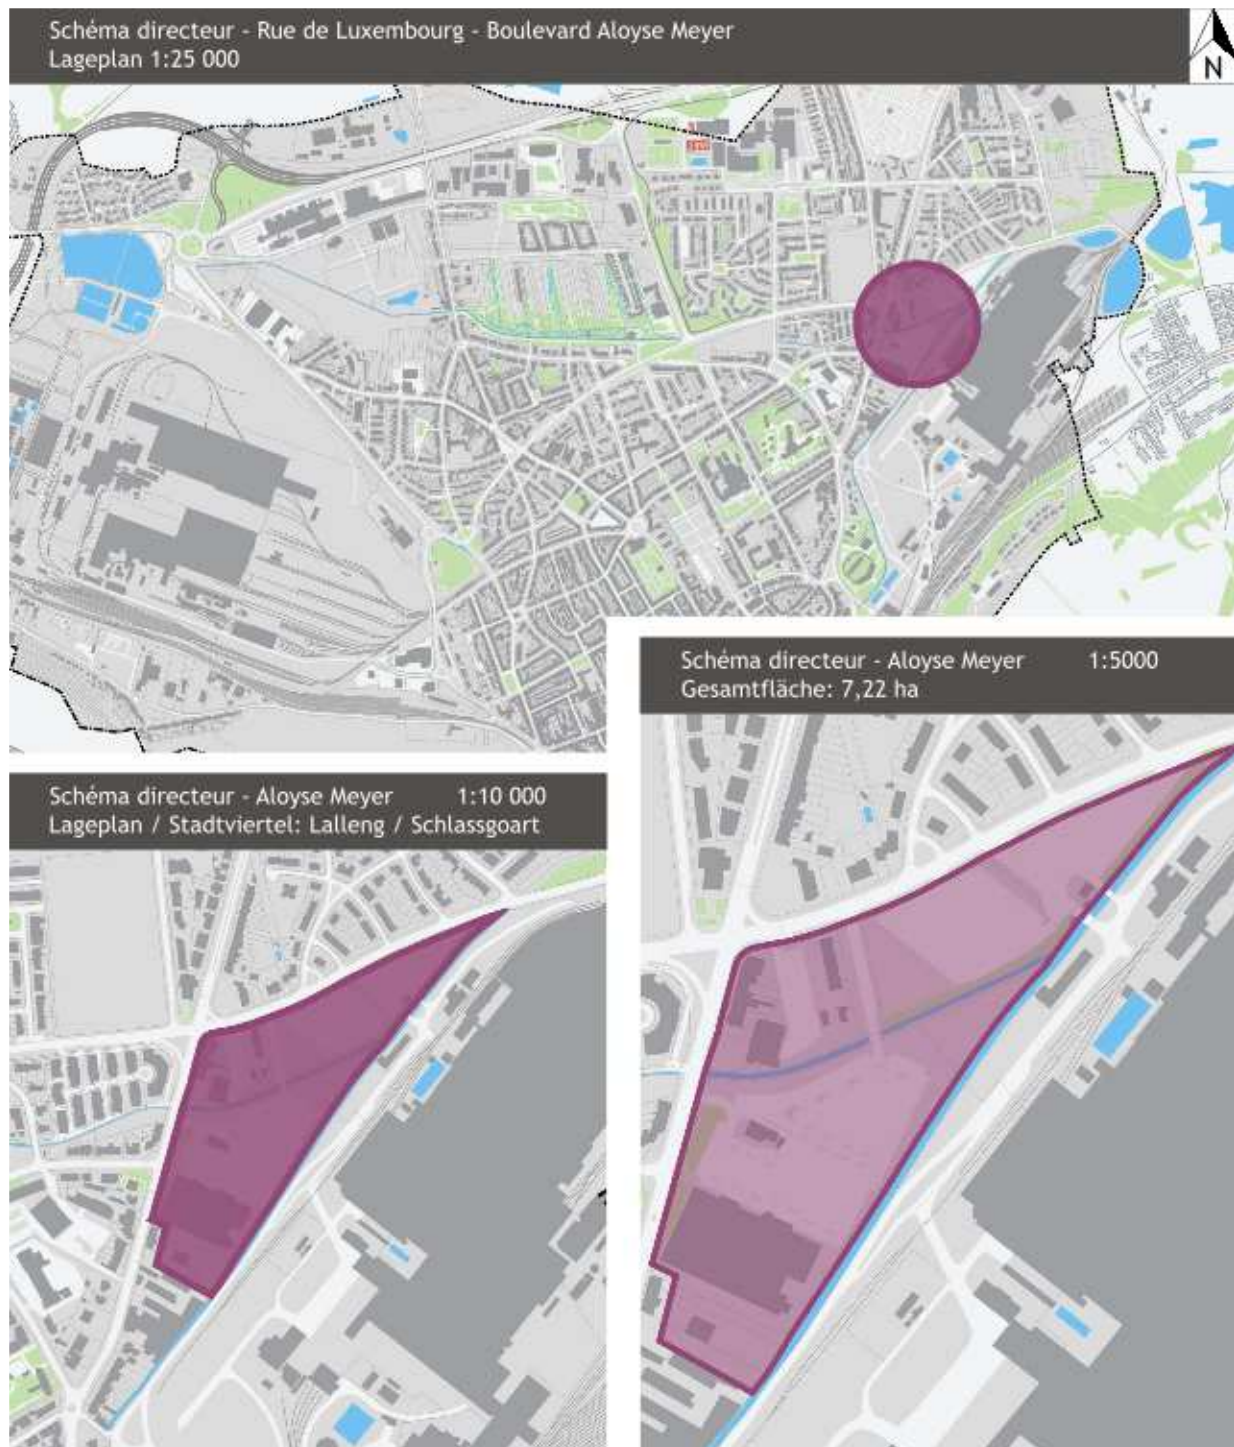 Schéma directeur - Rue de Luxembourg - Boulevard Aloyse Meyer
Lageplan 1:25 000
N
Schéma directeur - Aloyse Meyer 1:5000
Gesamtfläche: 7,22 ha
Schéma directeur - Aloyse Meyer 1:10 000
Lageplan / Stadtviertel: Lalleng / Schlassgoart